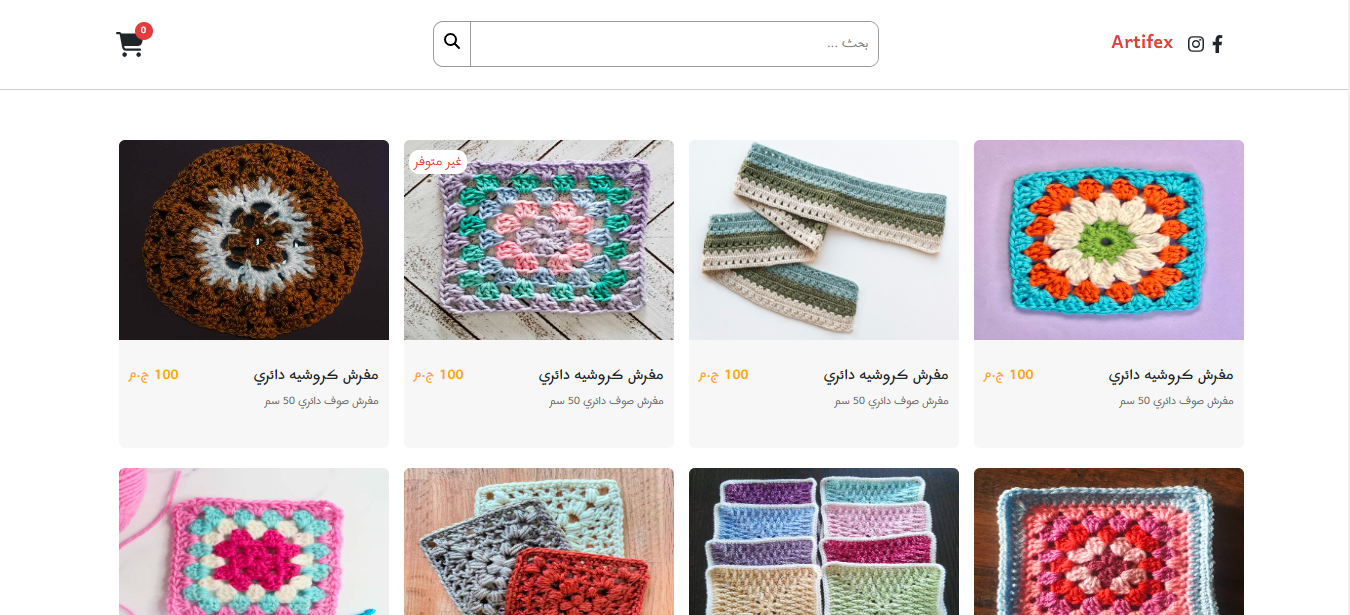 Artifex
بحث ...
0
مفرش كروشيه دائري
100 ج.م
مفرش صوف دائري 50 سم
مفرش كروشيه دائري
100 ج.م
مفرش صوف دائري 50 سم
غير متوفر
مفرش كروشيه دائري
100 ج.م
مفرش صوف دائري 50 سم
مفرش كروشيه دائري
100 ج.م
مفرش صوف دائري 50 سم